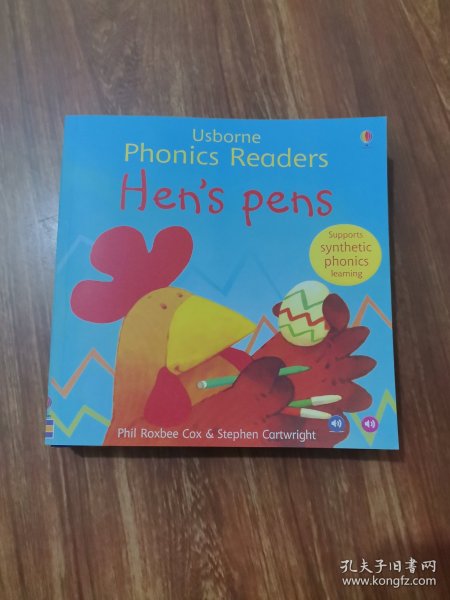 Usborne
Phonics Readers
Hen's pens
Supports
synthetic
phonics
learning
Phil Roxbee Cox & Stephen Cartwright
孔夫子旧书网
www.kongfz.com